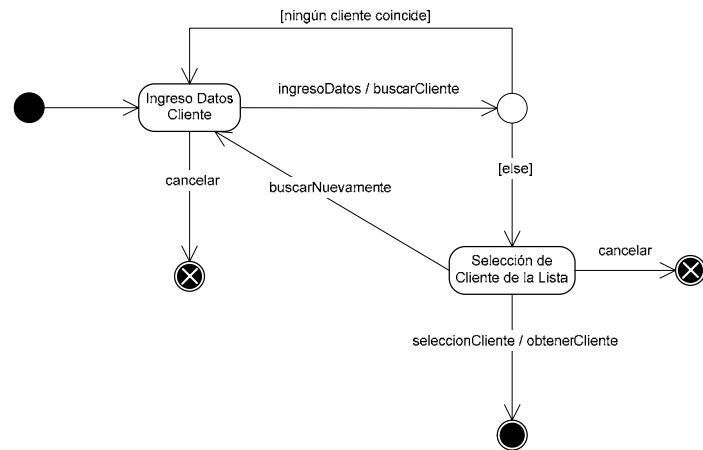 [ningún cliente coincide]
ingresoDatos / buscarCliente
Ingreso Datos
Cliente
cancelar
buscarNuevamente
[else]
Selección de
Cliente de la Lista
cancelar
seleccionCliente / obtenerCliente